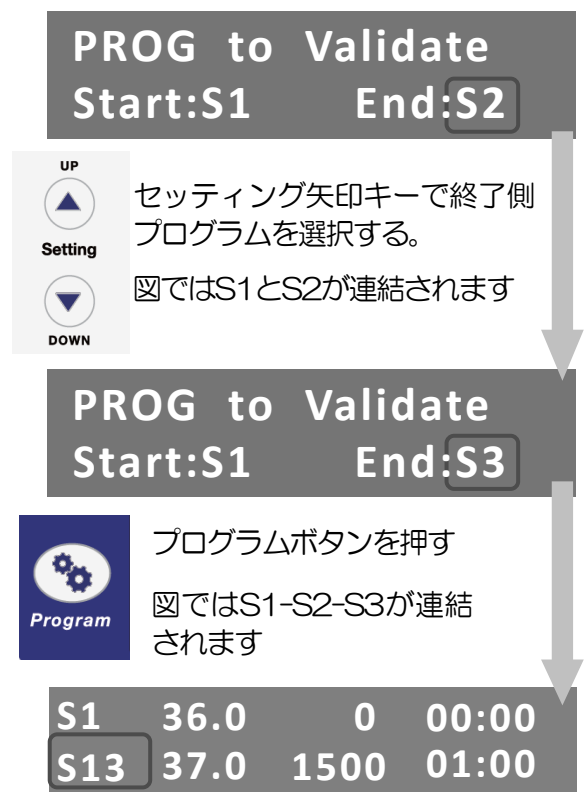 PROG to Validate
Start:S1 End:S2
UP
Setting
DOWN
セッティング矢印キーで終了側
プログラムを選択する。
図ではS1とS2が連結されます
PROG to Validate
Start:S1 End:S3
Program
プログラムボタンを押す
図ではS1-S2-S3が連結
されます
S1 36.0 0 00:00
S13 37.0 1500 01:00